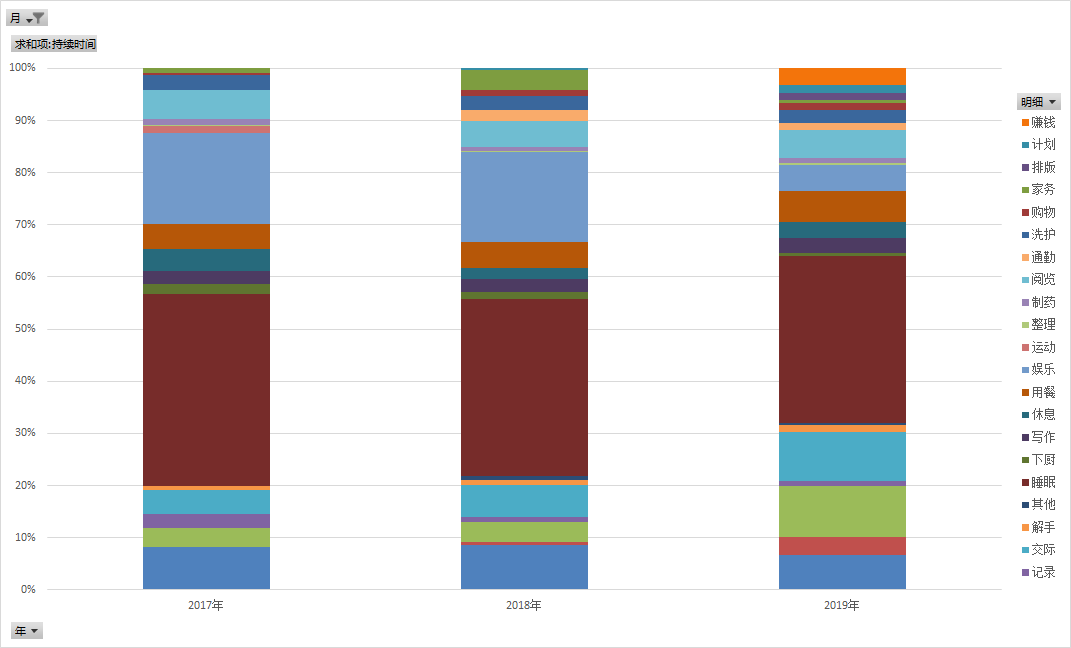 月
求和项:持续时间
100%
90%
80%
70%
60%
50%
40%
30%
20%
10%
0%
2017年
2018年
2019年
年
明细
赚钱
计划
排版
家务
购物
洗护
通勤
阅览
制药
整理
运动
娱乐
用餐
休息
写作
下厨
睡眠
其他
解手
交际
记录